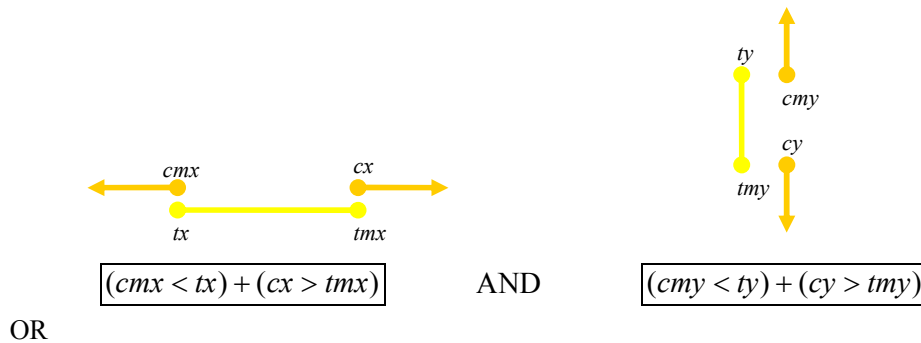 ty
cmy
cy
tmy
cmx cx
tx tmx
(cmx < tx) + (cx > tmx) AND (cmy < ty) + (cy > tmy)
OR